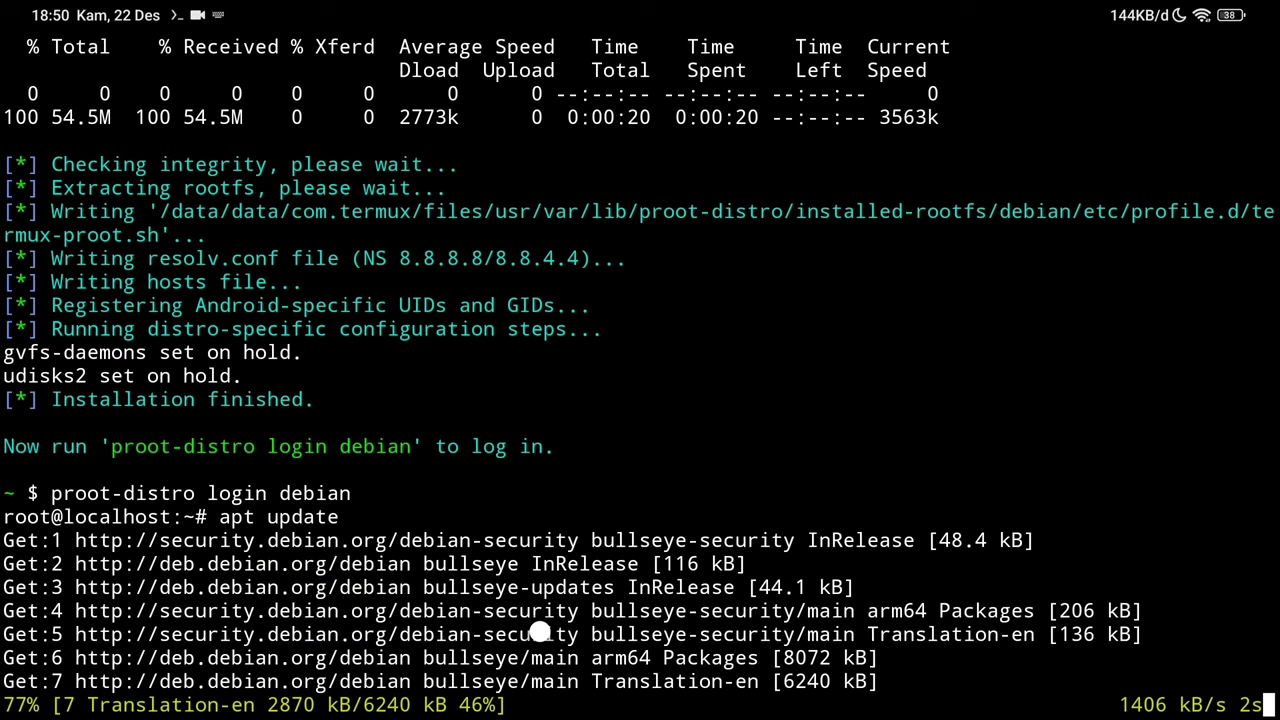 18:50 Kam, 22 Des 144KB/d 38
% Total % Received % Xferd Average Speed Time Time Time Current
Dload Upload Total Spent Left Speed
0 0 0 0 0 0 0 0 --:--:-- --:--:-- --:--:-- 0
100 54.5M 100 54.5M 0 0 2773k 0 0:00:20 0:00:20 --:--:-- 3563k
[*] Checking integrity, please wait...
[*] Extracting rootfs, please wait...
[*] Writing '/data/data/com.termux/files/usr/var/lib/proot-distro/installed-rootfs/debian/etc/profile.d/te
rmux-proot.sh'...
[*] Writing resolv.conf file (NS 8.8.8.8/8.8.4.4)...
[*] Writing hosts file...
[*] Registering Android-specific UIDs and GIDs...
[*] Running distro-specific configuration steps...
gvfs-daemons set on hold.
udisks2 set on hold.
[*] Installation finished.
Now run 'proot-distro login debian' to log in.
~ $ proot-distro login debian
root@localhost:~# apt update
Get:1 http://security.debian.org/debian-security bullseye-security InRelease [48.4 kB]
Get:2 http://deb.debian.org/debian bullseye InRelease [116 kB]
Get:3 http://deb.debian.org/debian bullseye-updates InRelease [44.1 kB]
Get:4 http://security.debian.org/debian-security bullseye-security/main arm64 Packages [206 kB]
Get:5 http://security.debian.org/debian-security bullseye-security/main Translation-en [136 kB]
Get:6 http://deb.debian.org/debian bullseye/main arm64 Packages [8072 kB]
Get:7 http://deb.debian.org/debian bullseye/main Translation-en [6240 kB]
77% [7 Translation-en 2870 kB/6240 kB 46%] 1406 kB/s 2s